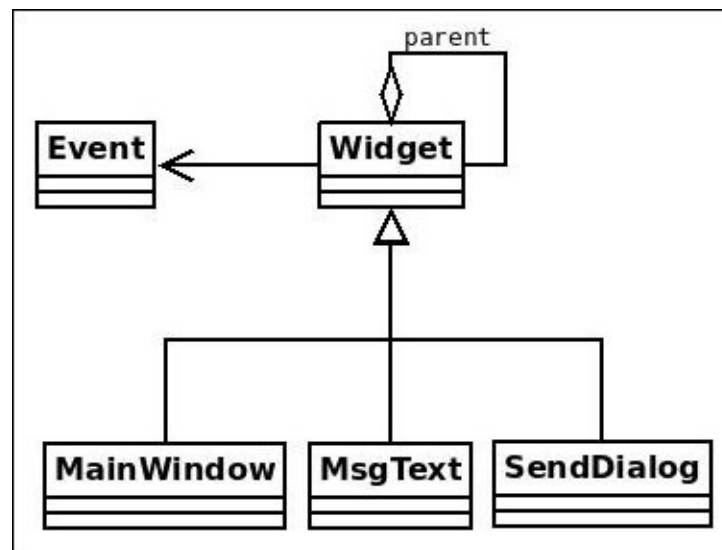 parent
Event
Widget
MainWindow
MsgText
SendDialog